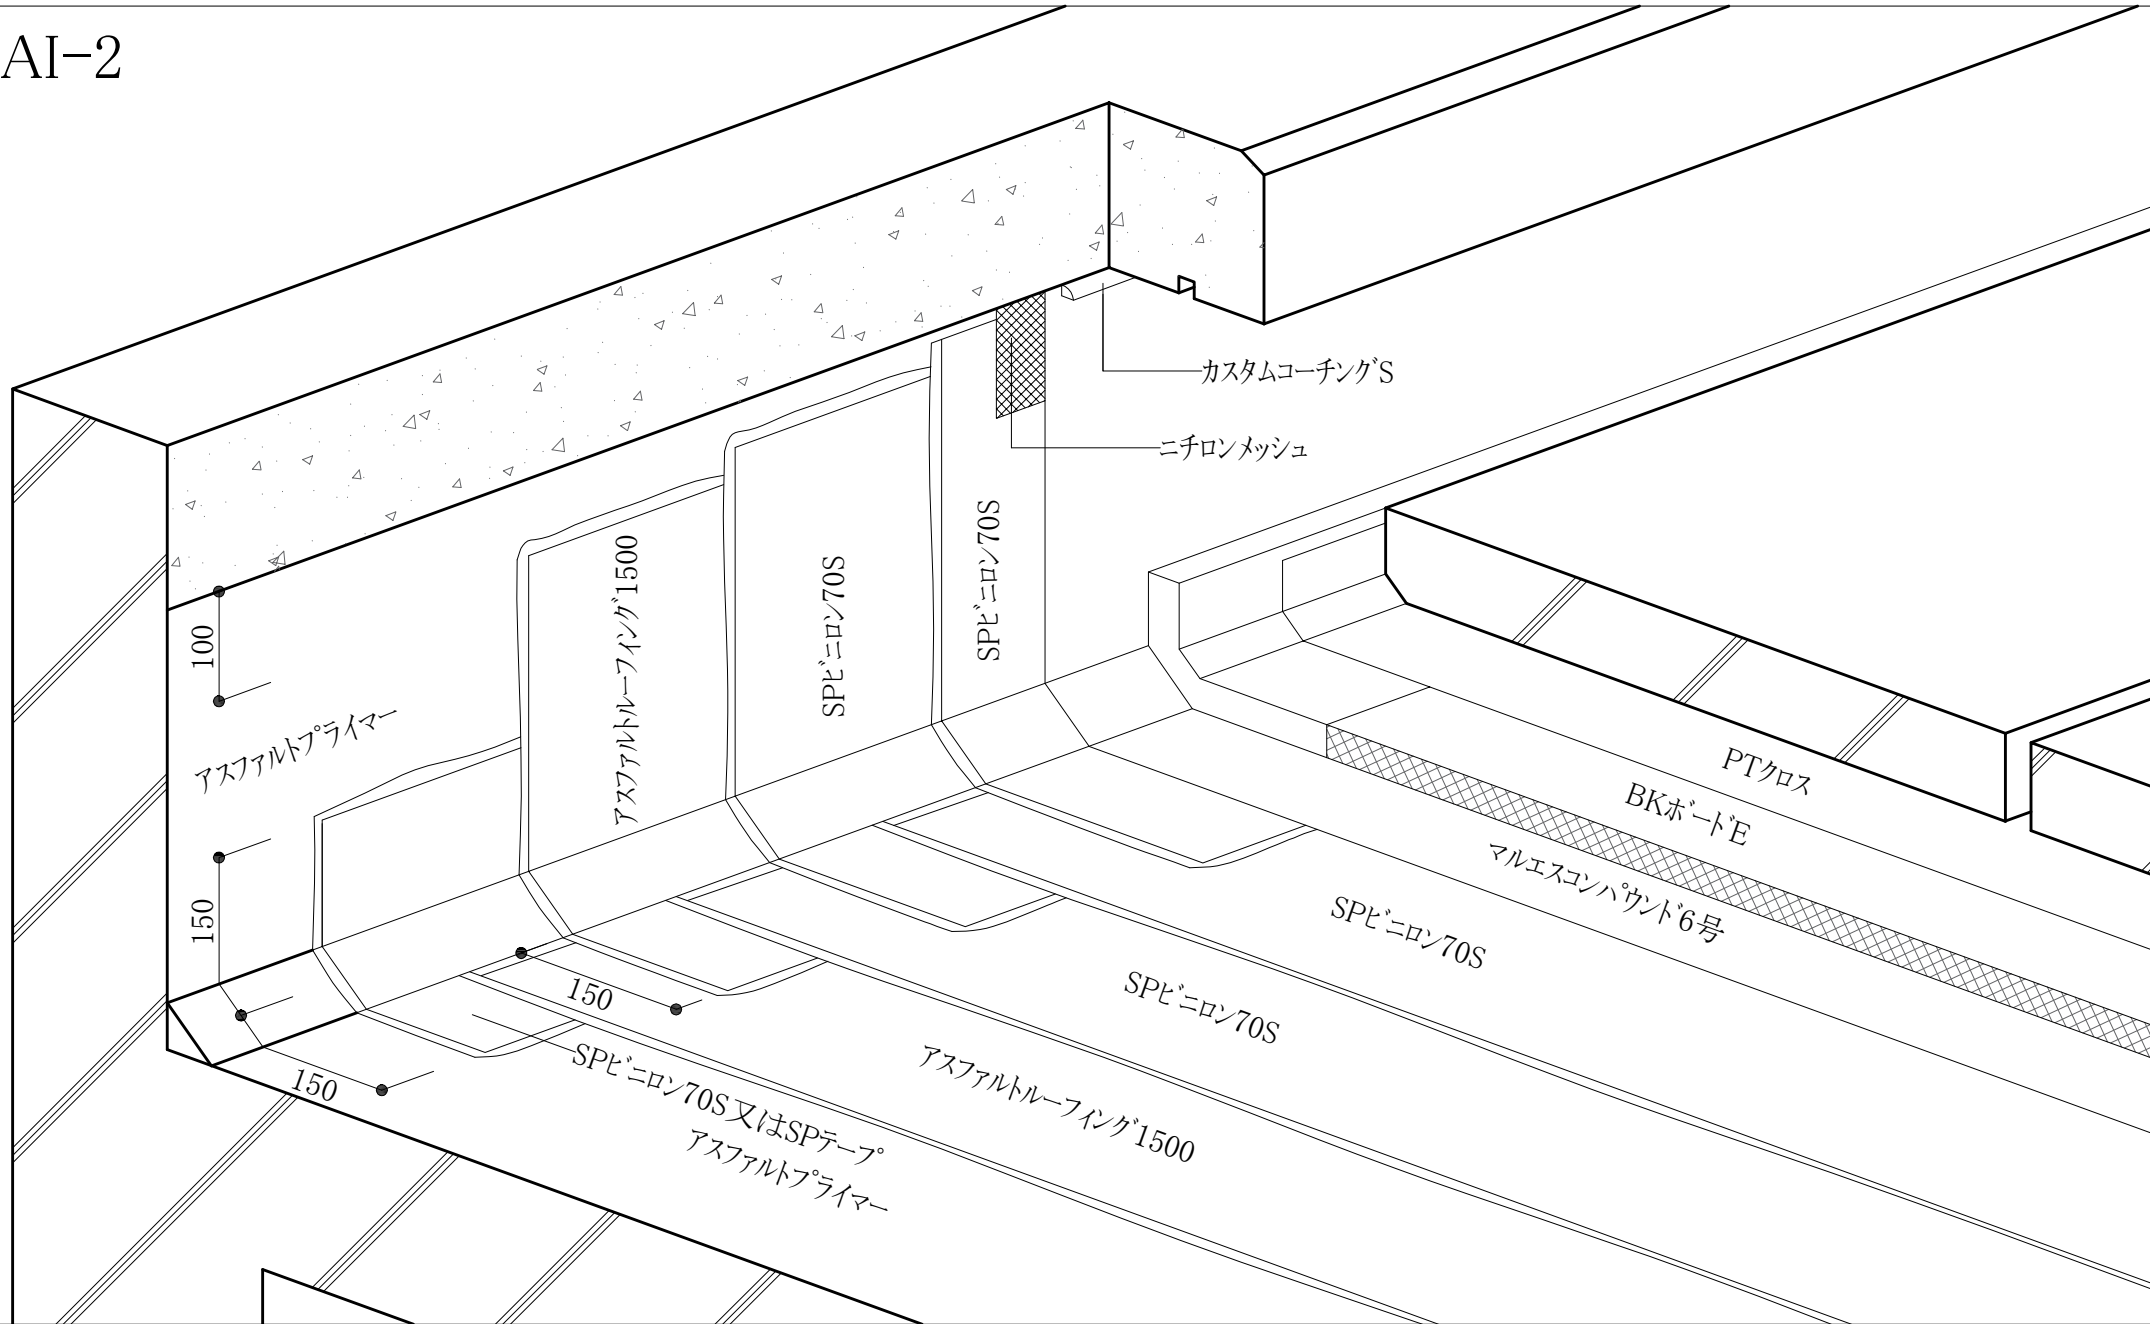 AI-2
カスタムコーチングS
ニチロンメッシュ
100
アスファルトプライマー
アスファルトルーフィング1500
SPビニロン70S
SPビニロン70S
150
150
150
PTクロス
BKボードE
マルエスコンパウンド6号
SPビニロン70S
SPビニロン70S
アスファルトルーフィング1500
SPビニロン70S又はSPテープ
アスファルトプライマー